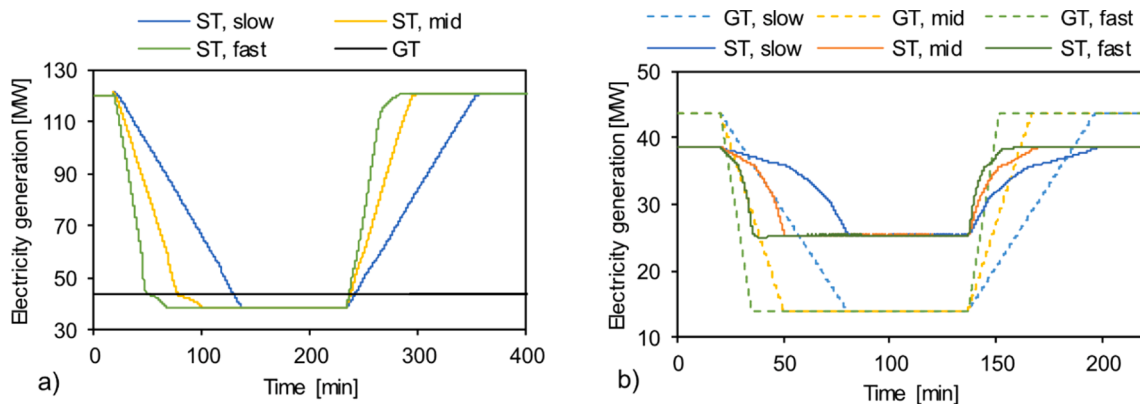 ST, slow ST, mid
ST, fast GT
Electricity generation [MW]
130
110
90
70
50
30
0 100 200 300 400
Time [min]
a)
GT, slow GT, mid GT, fast
ST, slow ST, mid ST, fast
Electricity generation [MW]
50
40
30
20
10
0 50 100 150 200
Time [min]
b)